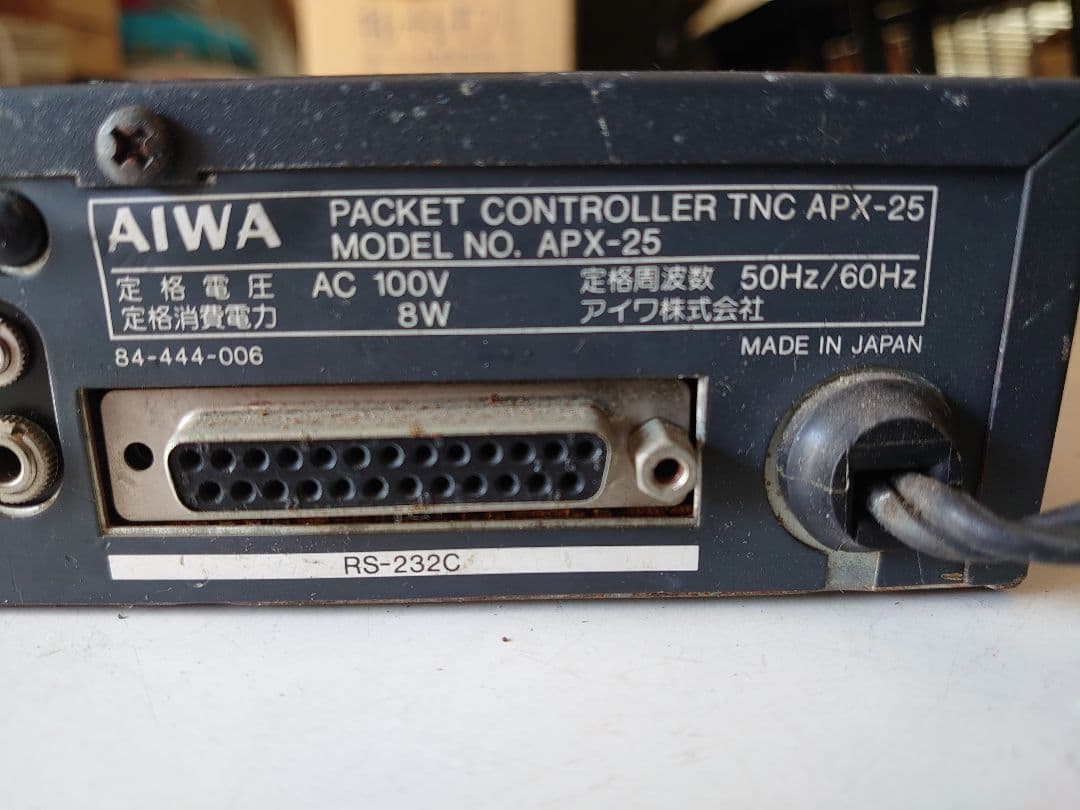 AIWA
PACKET CONTROLLER TNC APX-25
MODEL NO. APX-25
定格電圧 AC 100V 定格周波数 50Hz/60Hz
定格消費電力 8W アイワ株式会社
84-444-006
MADE IN JAPAN
RS-232C